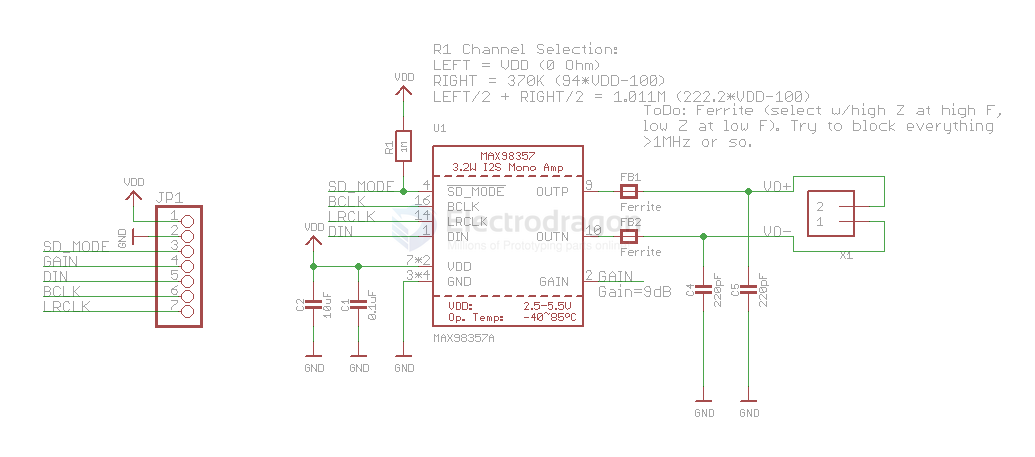 R1 Channel Selection:
LEFT = VDD (0 Ohm)
RIGHT = 370K (94*VDD-100)
LEFT/2 + RIGHT/2 = 1.011M (222.2*VDD-100)
ToDo: Ferrite (select w/high Z at high F,
low Z at low F). Try to block everything
>1MHz or so.
VDD
R1
1M
U1
MAX98357
3.2W I2S Mono Amp
SD_MODE 4 SD_MODE OUTP 9
BCLK 16 BCLK
LRCLK 14 LRCLK
DIN 1 DIN OUTN 10
7*2 VDD
3*4 GND GAIN 2 GAIN
Gain=9dB
VDD: 2.5-5.5V
Op. Temp: -40~85°C
MAX98357A
FB1
Ferrite
FB2
Ferrite
VD+
VD-
2
1
X1
C4
220pF
C5
220pF
GND
GND
VDD
C2
10uF
C1
0.1uF
GND
GND
GND
VDD
JP1
GND
1
2
SD_MODE 3
GAIN 4
DIN 5
BCLK 6
LRCLK 7
Electrodragon
Millions of Prototyping parts online